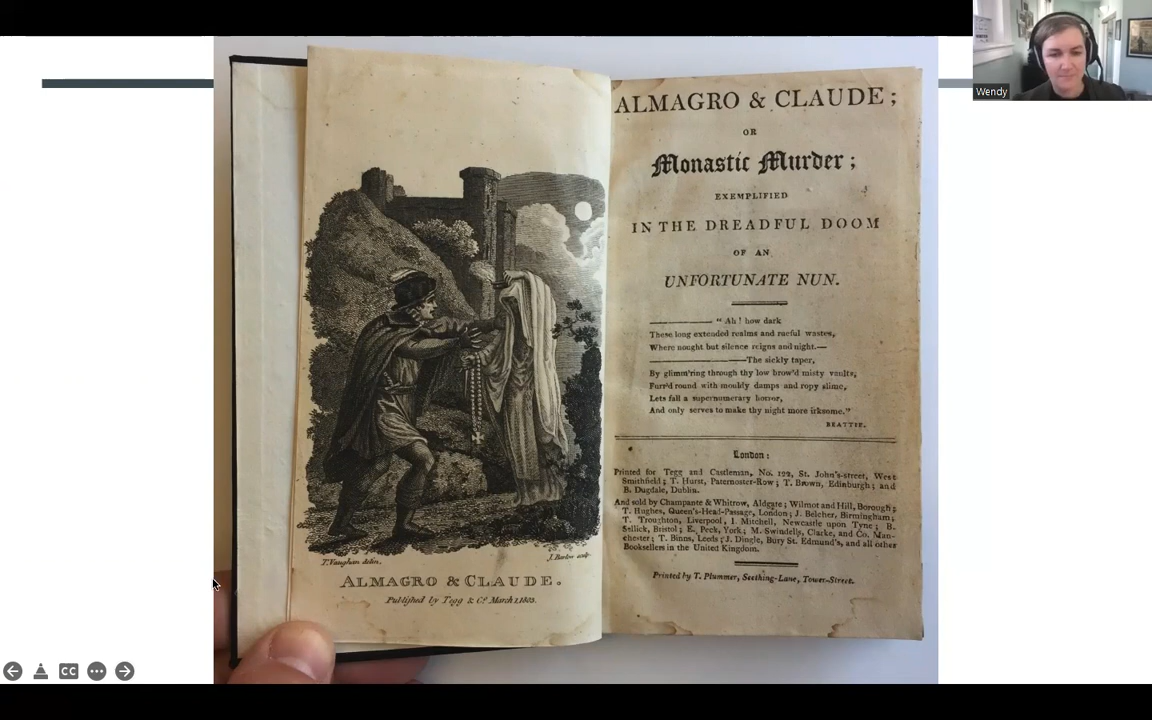 Wendy
T. Vaughan delin.
J. Barlow sculp.
ALMAGRO & CLAUDE.
Published by Tegg & Co. March 1, 1803.
ALMAGRO & CLAUDE;
OR
Monastic Murder;
EXEMPLIFIED
IN THE DREADFUL DOOM
OF AN
UNFORTUNATE NUN.
———— "Ah! how dark
These long extended realms and rueful wastes,
Where nought but silence reigns and night.—
————The sickly taper,
By glimm'ring through thy low brow'd misty vaults,
Furr'd round with mouldy damps and ropy slime,
Lets fall a supernumerary horror,
And only serves to make thy night more irksome."
BEATTIE.
London:
Printed for Tegg and Castleman, No. 122, St. John's-street, West
Smithfield; T. Hurst, Paternoster-Row; T. Brown, Edinburgh; and
B. Dugdale, Dublin.
And sold by Champante & Whitrow, Aldgate; Wilmot and Hill, Borough;
T. Hughes, Queen's-Head-Passage, London; J. Belcher, Birmingham;
T. Troughton, Liverpool, I. Mitchell, Newcastle upon Tyne; B.
Sellick, Bristol; E. Peck, York; M. Swindells, Clarke, and Co. Man-
chester; T. Binns, Leeds; J. Dingle, Bury St. Edmund's, and all other
Booksellers in the United Kingdom.
Printed by T. Plummer, Seething-Lane, Tower-Street.
CC